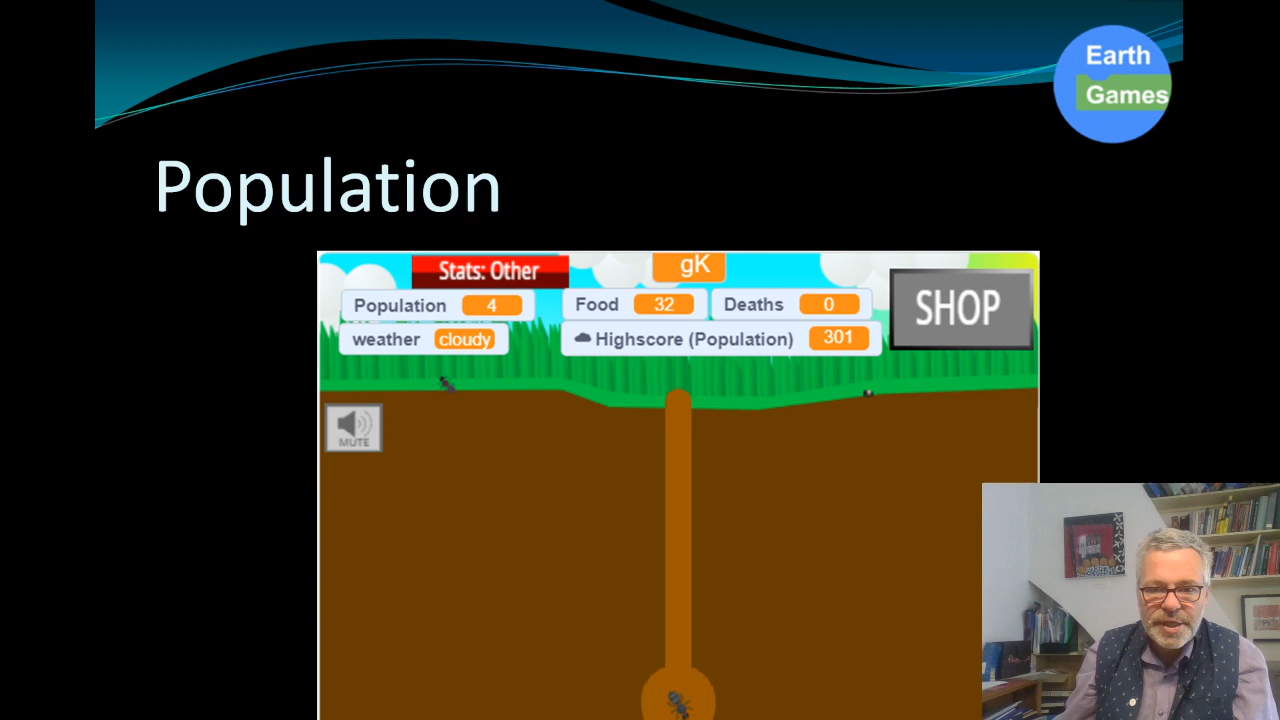 Earth
Games
Population
Stats: Other
gK
Population 4
Food 32
Deaths 0
SHOP
weather cloudy
Highscore (Population) 301
MUTE